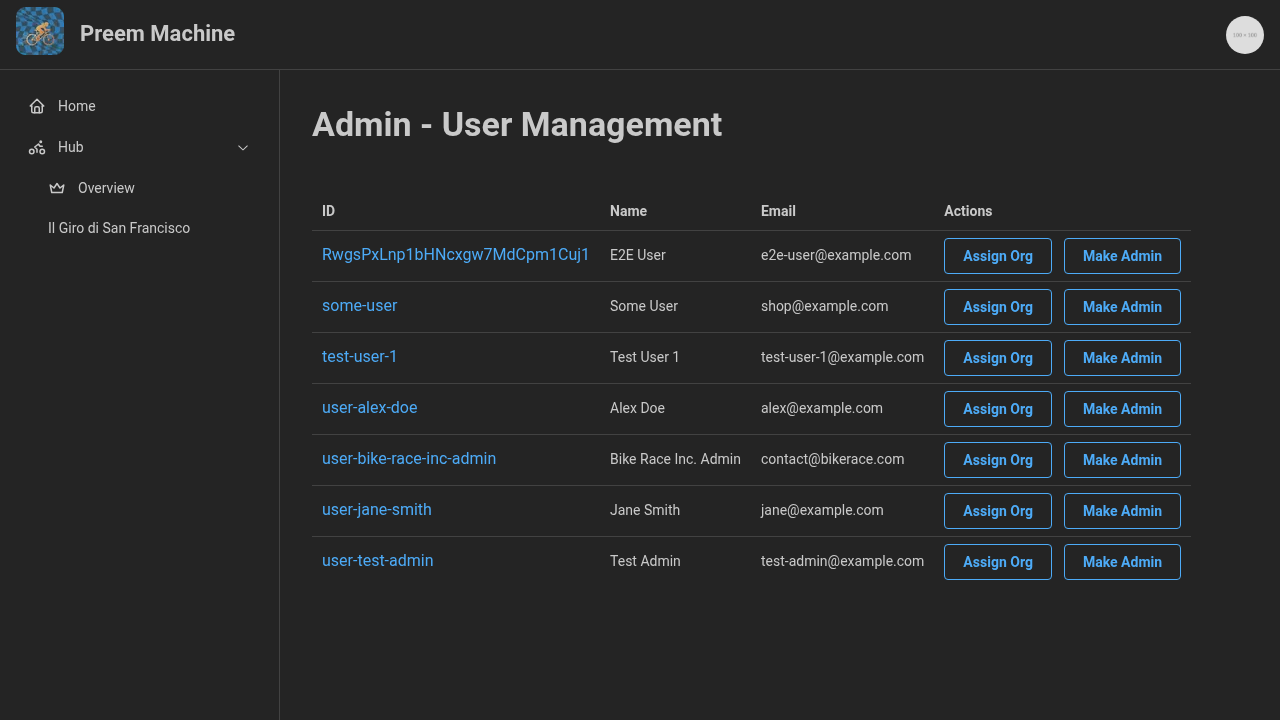 Preem Machine
100 × 100
Home
Hub
Overview
Il Giro di San Francisco
Admin - User Management
ID Name Email Actions
RwgsPxLnp1bHNcxgw7MdCpm1Cuj1 E2E User e2e-user@example.com Assign Org Make Admin
some-user Some User shop@example.com Assign Org Make Admin
test-user-1 Test User 1 test-user-1@example.com Assign Org Make Admin
user-alex-doe Alex Doe alex@example.com Assign Org Make Admin
user-bike-race-inc-admin Bike Race Inc. Admin contact@bikerace.com Assign Org Make Admin
user-jane-smith Jane Smith jane@example.com Assign Org Make Admin
user-test-admin Test Admin test-admin@example.com Assign Org Make Admin